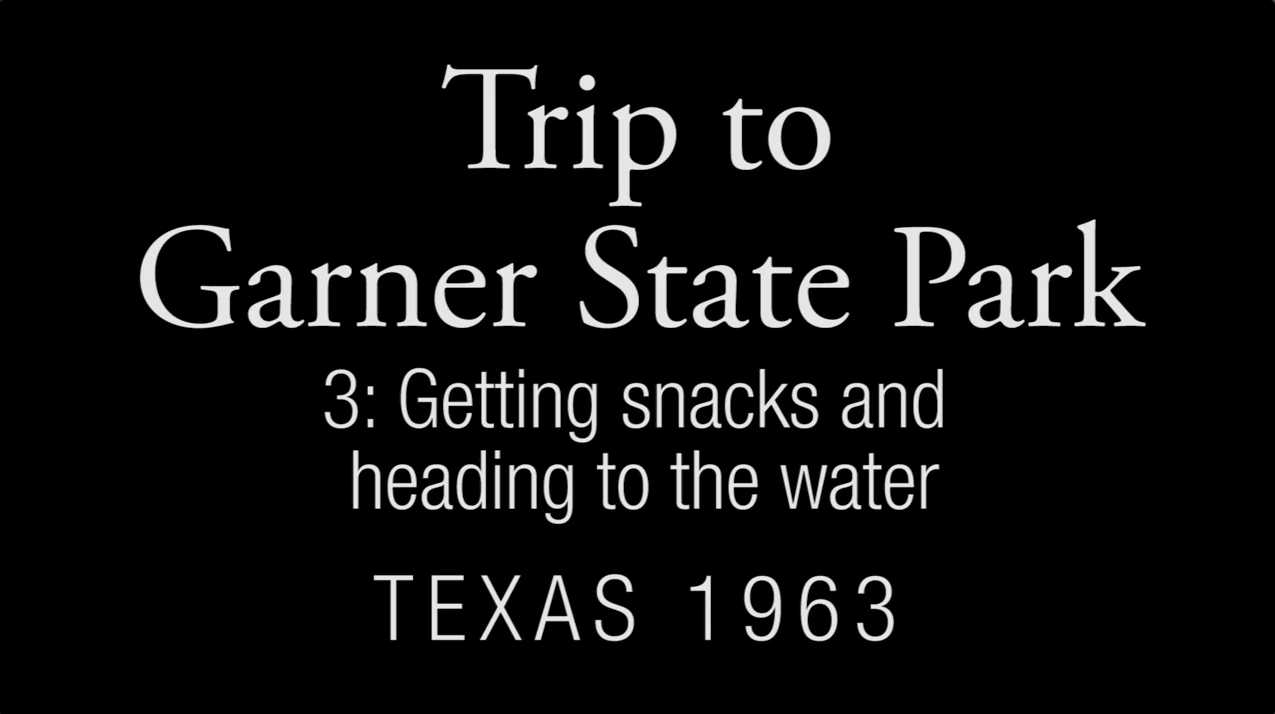 Trip to
Garner State Park
3: Getting snacks and
heading to the water
TEXAS 1963